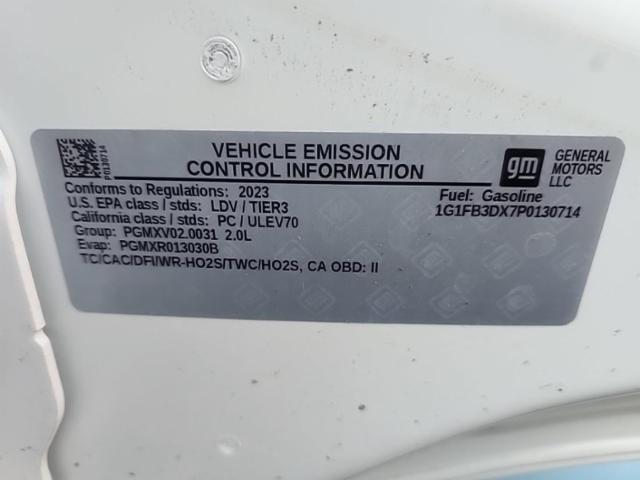 P0130714
VEHICLE EMISSION
CONTROL INFORMATION
gm
GENERAL
MOTORS
LLC
Conforms to Regulations: 2023
U.S. EPA class / stds: LDV / TIER3
California class / stds: PC / ULEV70
Group: PGMXV02.0031 2.0L
Evap: PGMXR013030B
TC/CAC/DFI/WR-HO2S/TWC/HO2S, CA OBD: II
Fuel: Gasoline
1G1FB3DX7P0130714